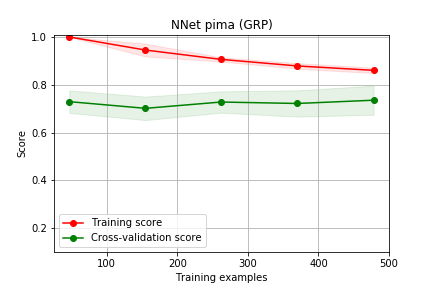 NNet pima (GRP)
1.0
0.8
0.6
0.4
0.2
Score
Training score
Cross-validation score
100 200 300 400 500
Training examples